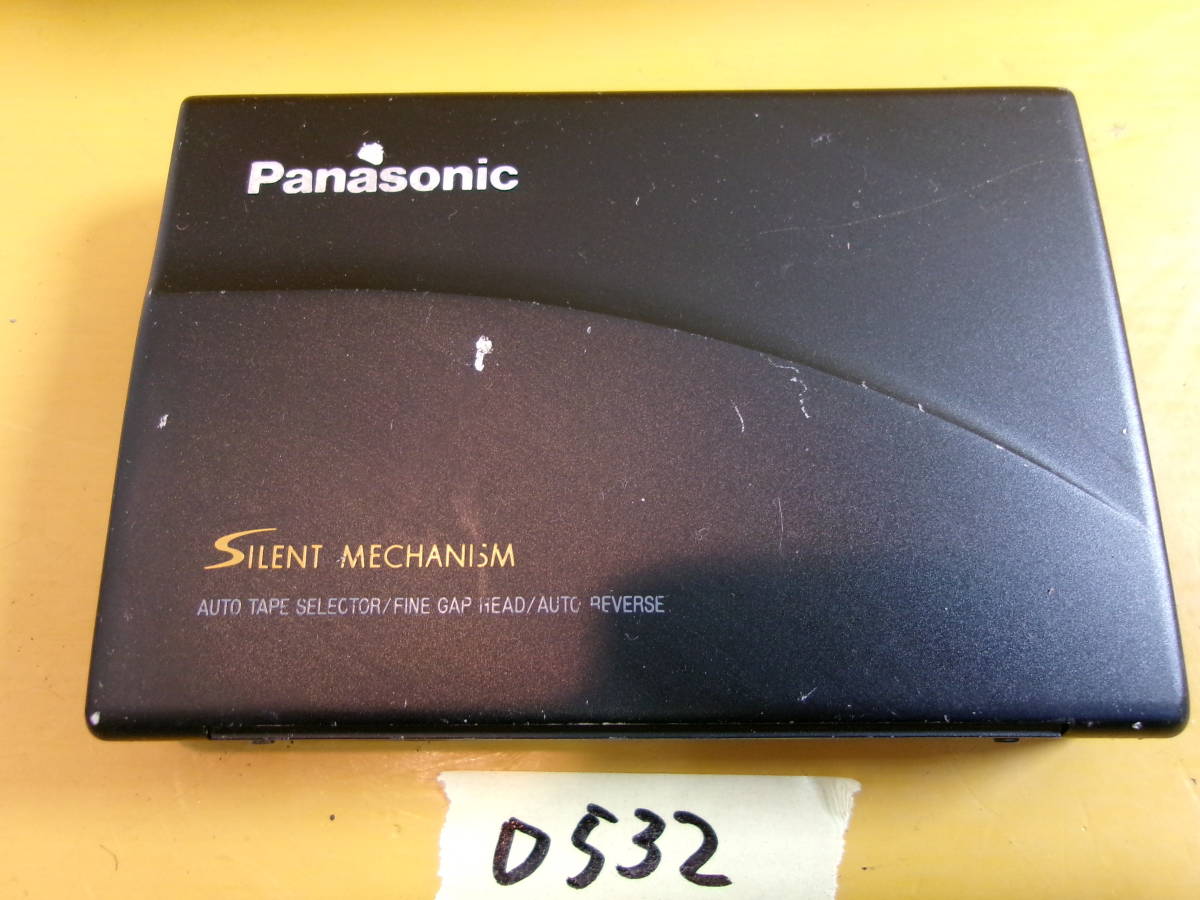 Panasonic
SILENT MECHANISM
AUTO TAPE SELECTOR/FINE GAP HEAD/AUTO REVERSE
D532